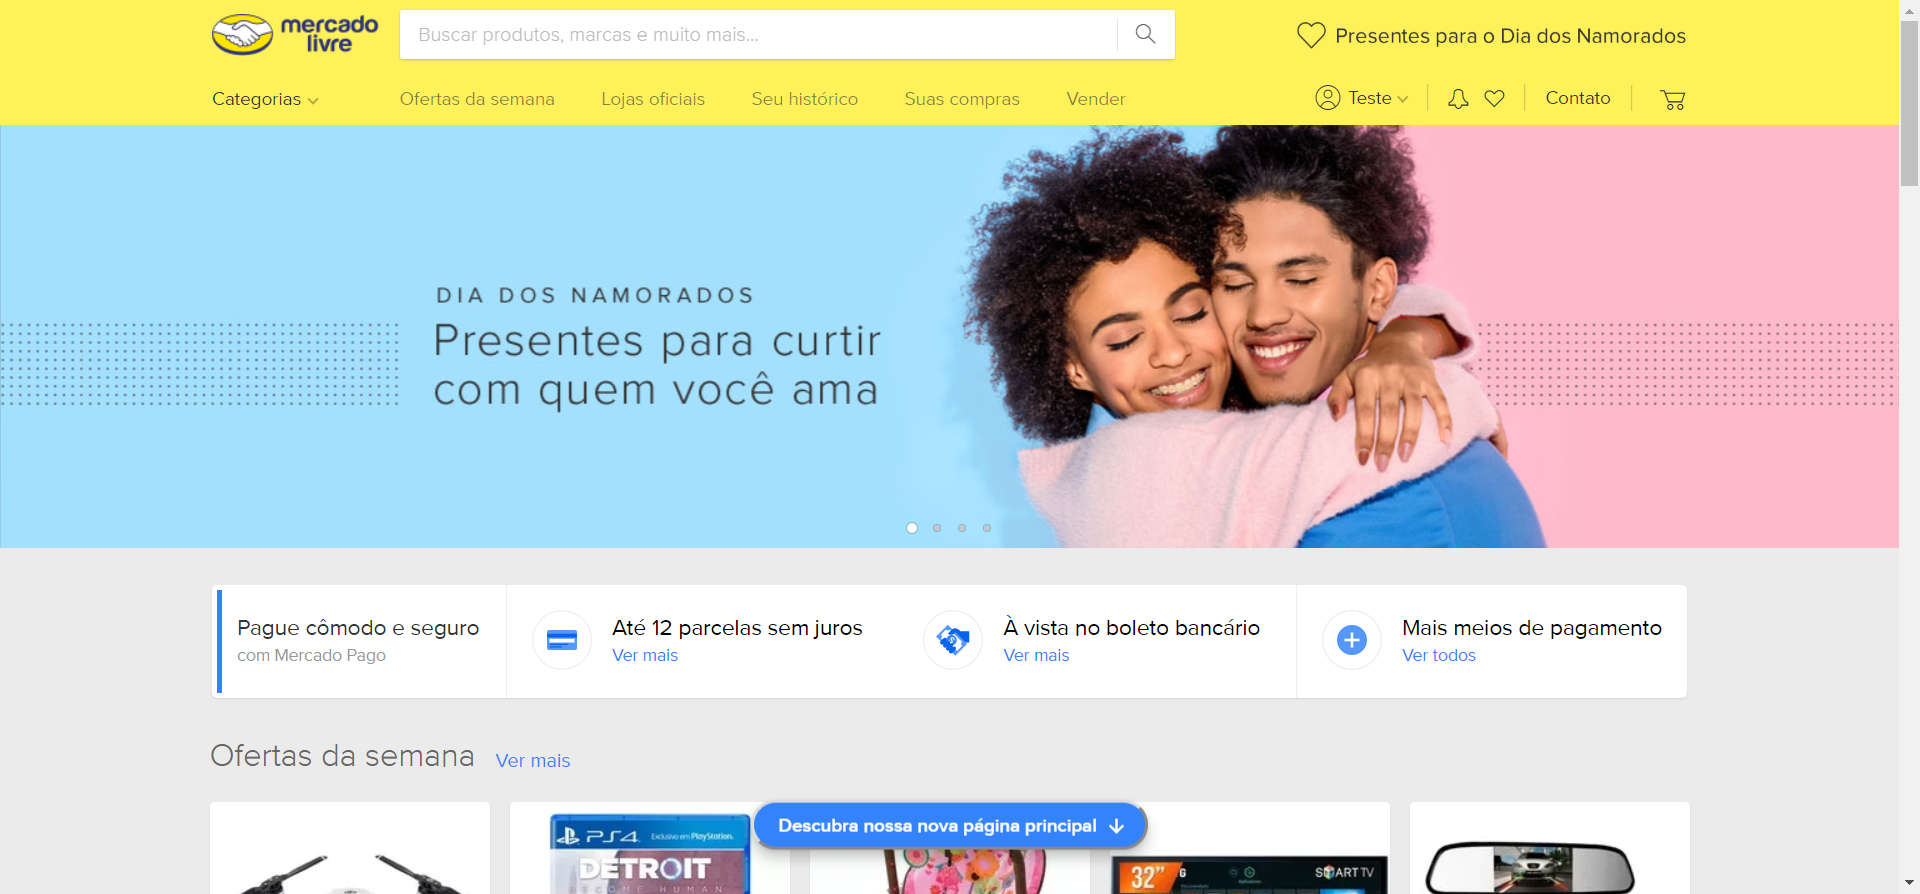 mercado
livre
Buscar produtos, marcas e muito mais...
Presentes para o Dia dos Namorados
Categorias
Ofertas da semana
Lojas oficiais
Seu histórico
Suas compras
Vender
Teste
Contato
DIA DOS NAMORADOS
Presentes para curtir
com quem você ama
Pague cômodo e seguro
com Mercado Pago
Até 12 parcelas sem juros
Ver mais
À vista no boleto bancário
Ver mais
Mais meios de pagamento
Ver todos
Ofertas da semana Ver mais
Descubra nossa nova página principal
PS4 Exclusivo em PlayStation.
DETROIT
BECOME HUMAN
32" G
SMART TV